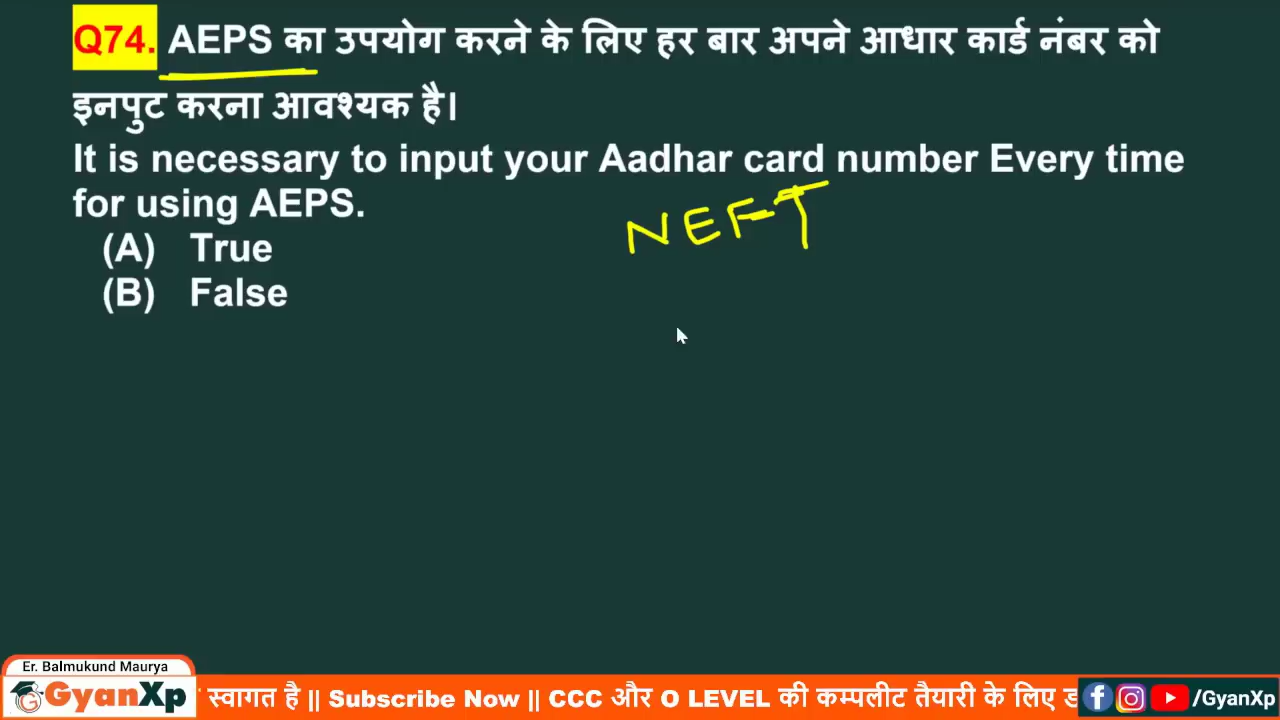 Q74. AEPS का उपयोग करने के लिए हर बार अपने आधार कार्ड नंबर को
इनपुट करना आवश्यक है।
It is necessary to input your Aadhar card number Every time
for using AEPS.
NEFT
(A) True
(B) False
Er. Balmukund Maurya
GyanXp
स्वागत है || Subscribe Now || CCC और O LEVEL की कम्पलीट तैयारी के लिए
/GyanXp